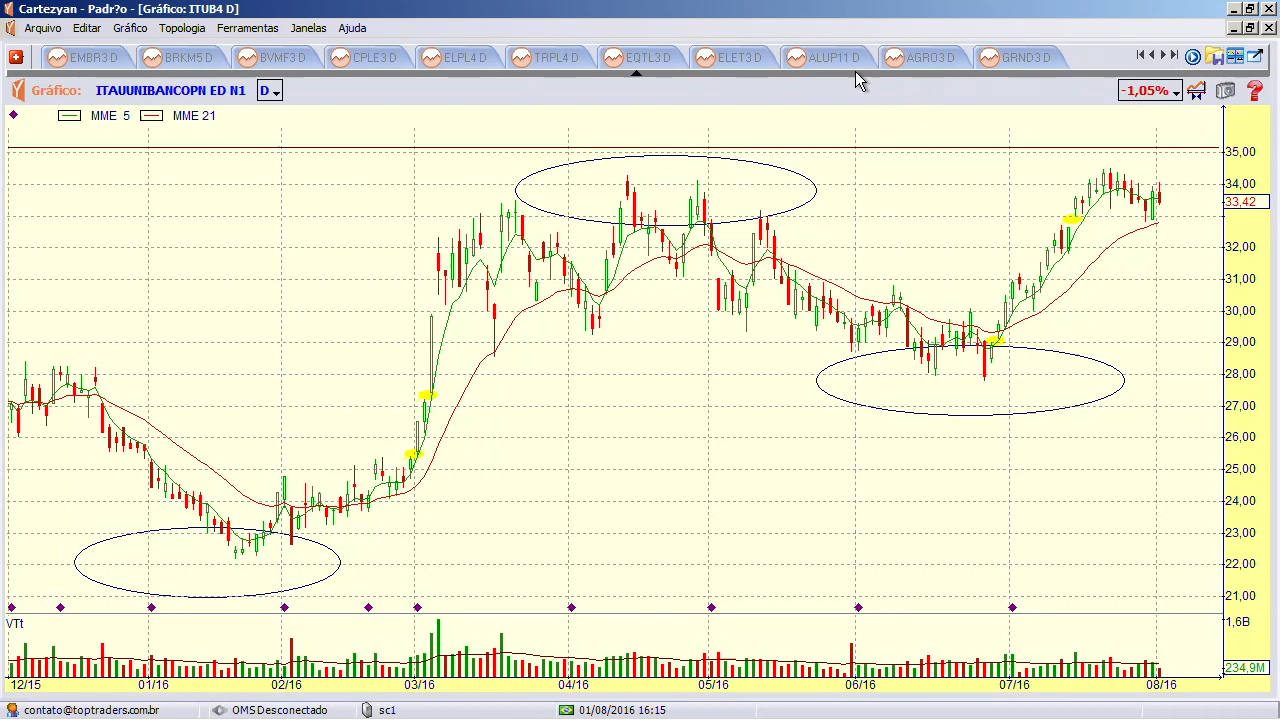 Cartezyan - Padr?o - [Gráfico: ITUB4 D]
Arquivo Editar Gráfico Topologia Ferramentas Janelas Ajuda
EMBR3 D BRKM5 D BVMF3 D CPLE3 D ELPL4 D TRPL4 D EQTL3 D ELET3 D ALUP11 D AGRO3 D GRND3 D
Gráfico: ITAUUNIBANCOPN ED N1 D -1,05%
MME 5 MME 21
35,00
34,00
33,42
32,00
31,00
30,00
29,00
28,00
27,00
26,00
25,00
24,00
23,00
22,00
21,00
VTt 1,6B
234,9M
12/15 01/16 02/16 03/16 04/16 05/16 06/16 07/16 08/16
contato@toptraders.com.br OMS Desconectado sc1 01/08/2016 16:15